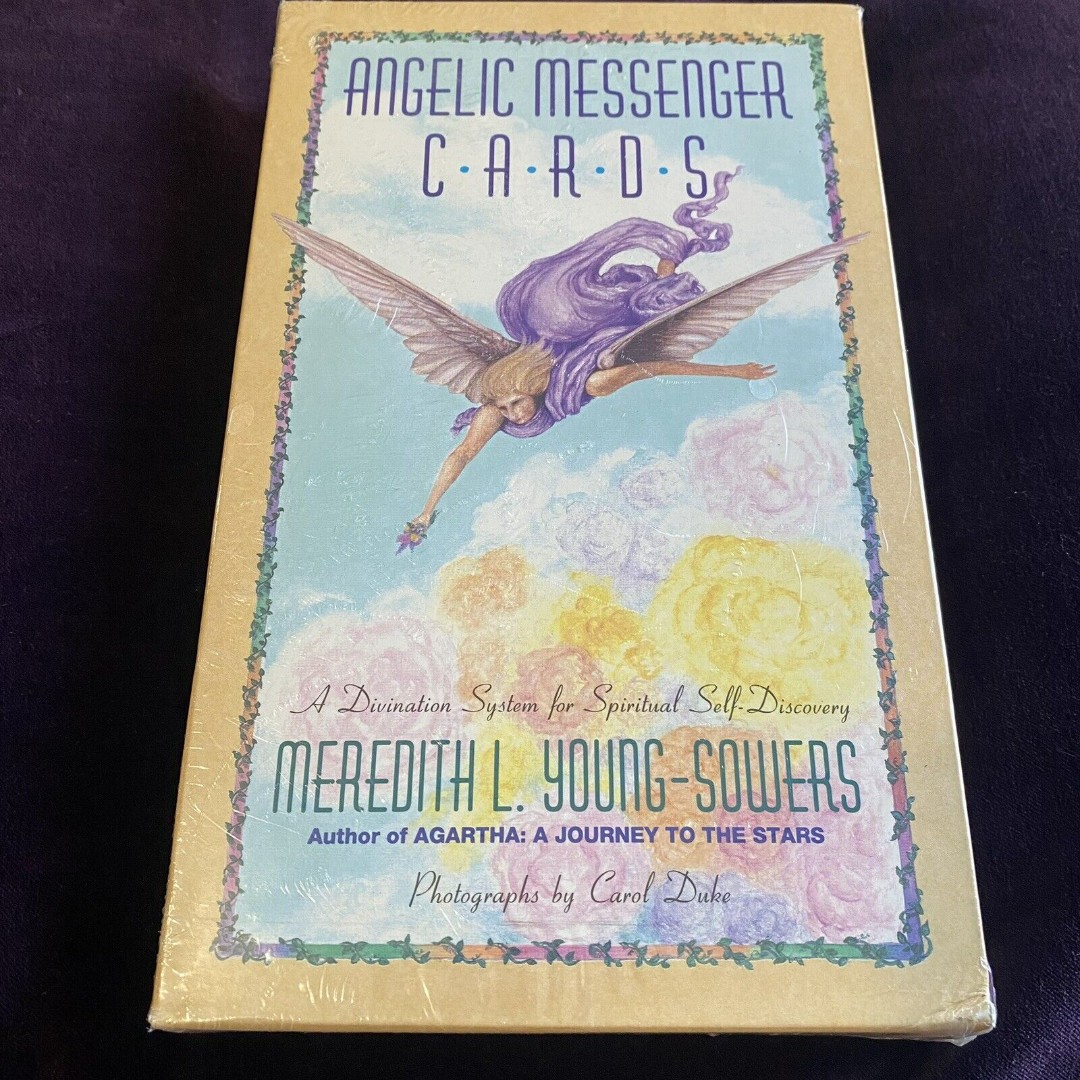 ANGELIC MESSENGER
C·A·R·D·S
A Divination System for Spiritual Self-Discovery
MEREDITH L. YOUNG-SOWERS
Author of AGARTHA: A JOURNEY TO THE STARS
Photographs by Carol Duke